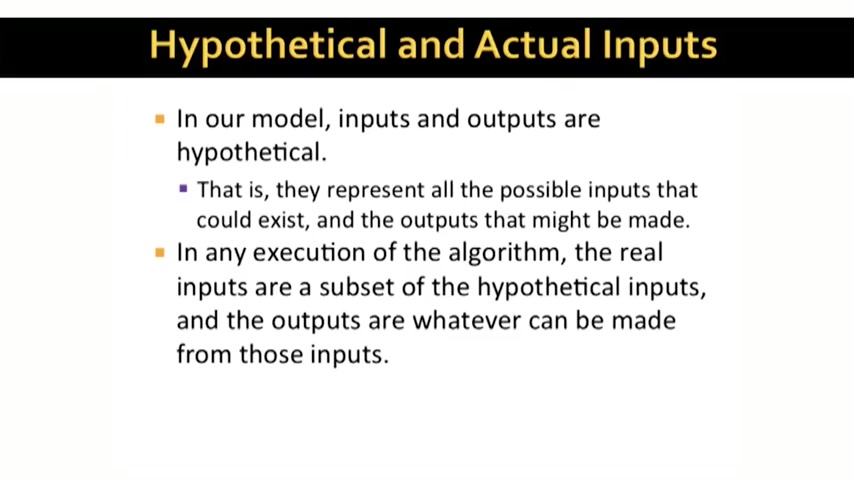 Hypothetical and Actual Inputs
In our model, inputs and outputs are
hypothetical.
That is, they represent all the possible inputs that
could exist, and the outputs that might be made.
In any execution of the algorithm, the real
inputs are a subset of the hypothetical inputs,
and the outputs are whatever can be made
from those inputs.